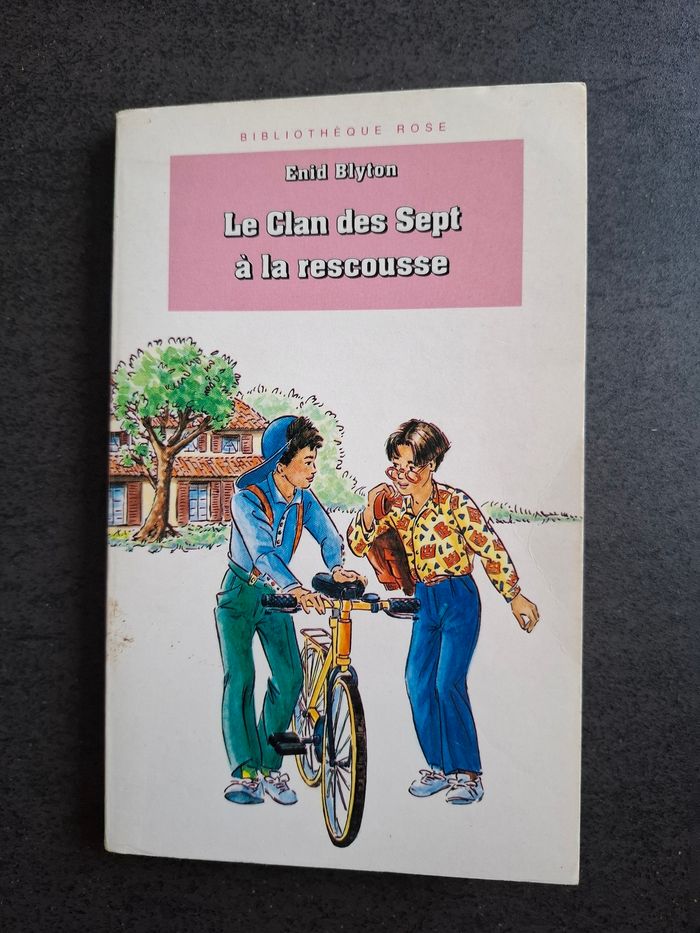 BIBLIOTHÈQUE ROSE
Enid Blyton
Le Clan des Sept
à la rescousse